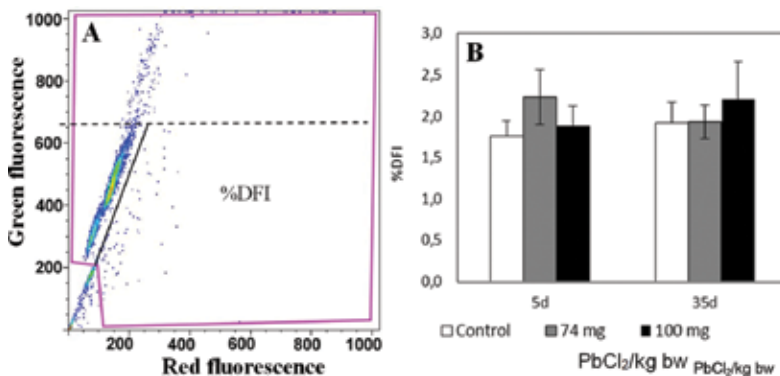 A
1000
800
600
400
200
Green fluorescence
%DFI
200 400 600 800 1000
Red fluorescence
B
3,0
2,5
2,0
1,5
1,0
0,5
0,0
%DFI
5d 35d
Control 74 mg 100 mg
PbCl₂/kg bw PbCl₂/kg bw